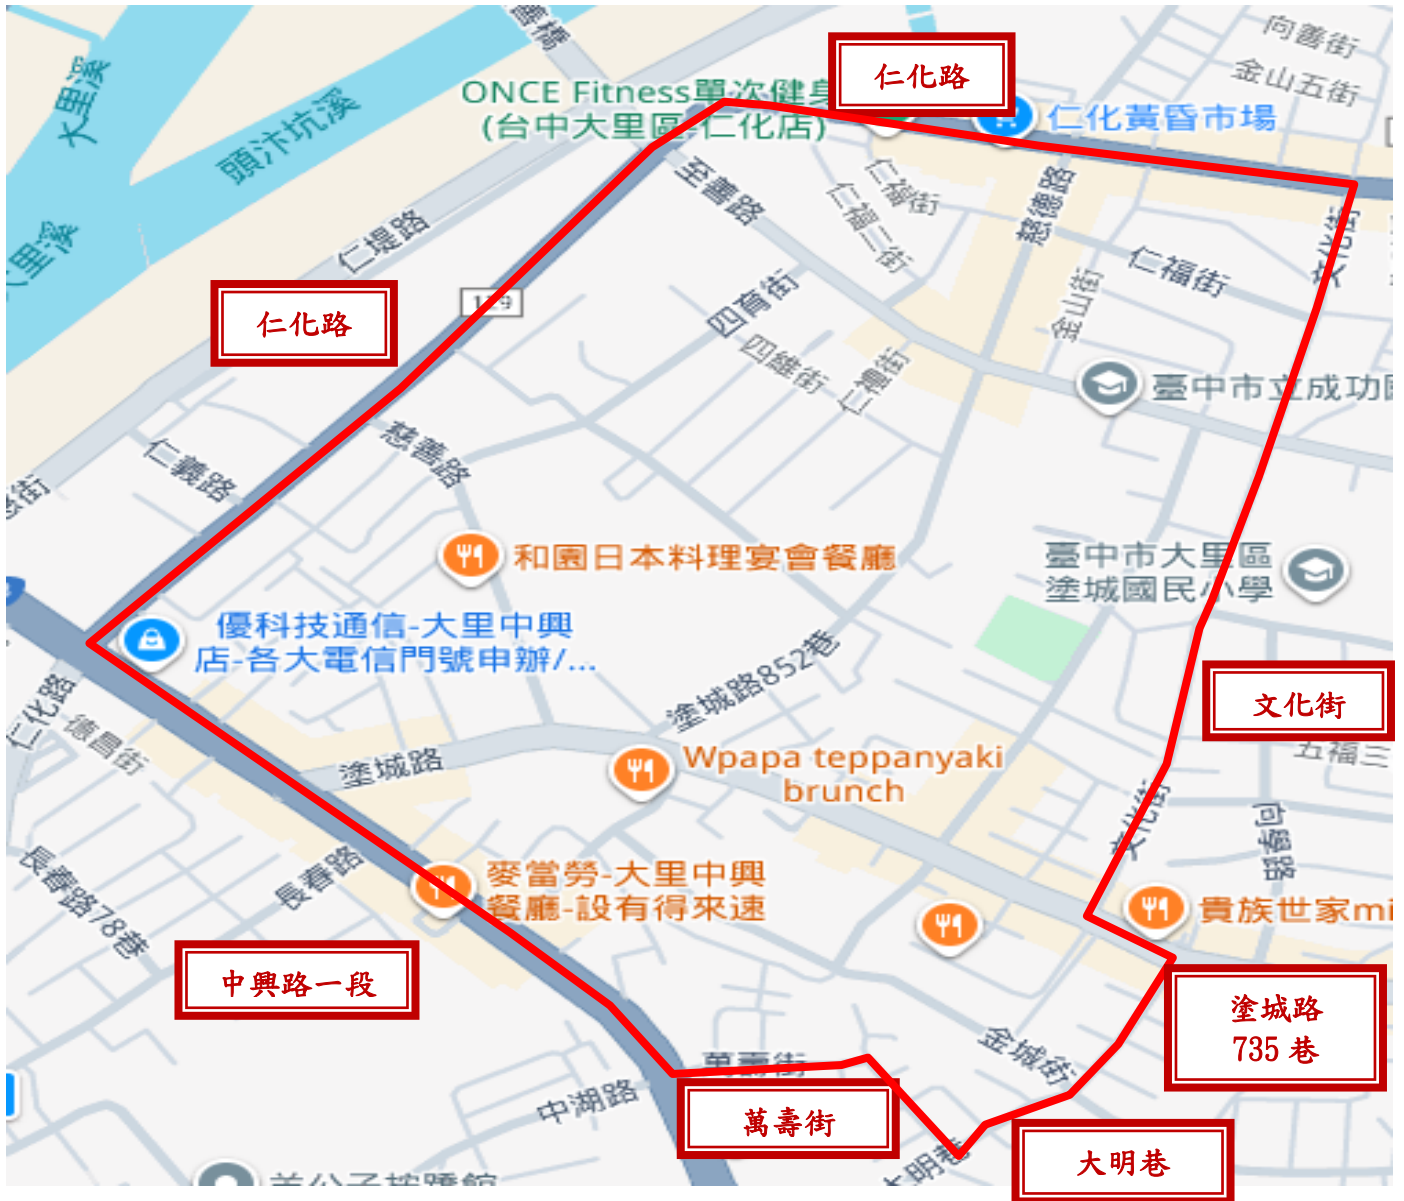 善橋
向善街
金山五街
仁化路
大里溪
ONCE Fitness單次健身
(台中大里區-仁化店)
仁化黃昏市場
頭汴坑溪
至善路
仁福街
仁福二街
慈德路
文化街
仁堤路
仁福街
仁化路
129
四育街
金山街
四維街
仁禮街
臺中市立成功國
慈善路
仁義路
和園日本料理宴會餐廳
臺中市大里區
塗城國民小學
優科技通信-大里中興
店-各大電信門號申辦/...
塗城路852巷
仁化路
德昌街
文化街
塗城路
Wpapa teppanyaki
brunch
五福三
文化街
向學路
長春路
長春路78巷
麥當勞-大里中興
餐廳-設有得來速
貴族世家mi
中興路一段
塗城路
735 巷
萬壽街
金城街
中湖路
萬壽街
大明巷
大明巷